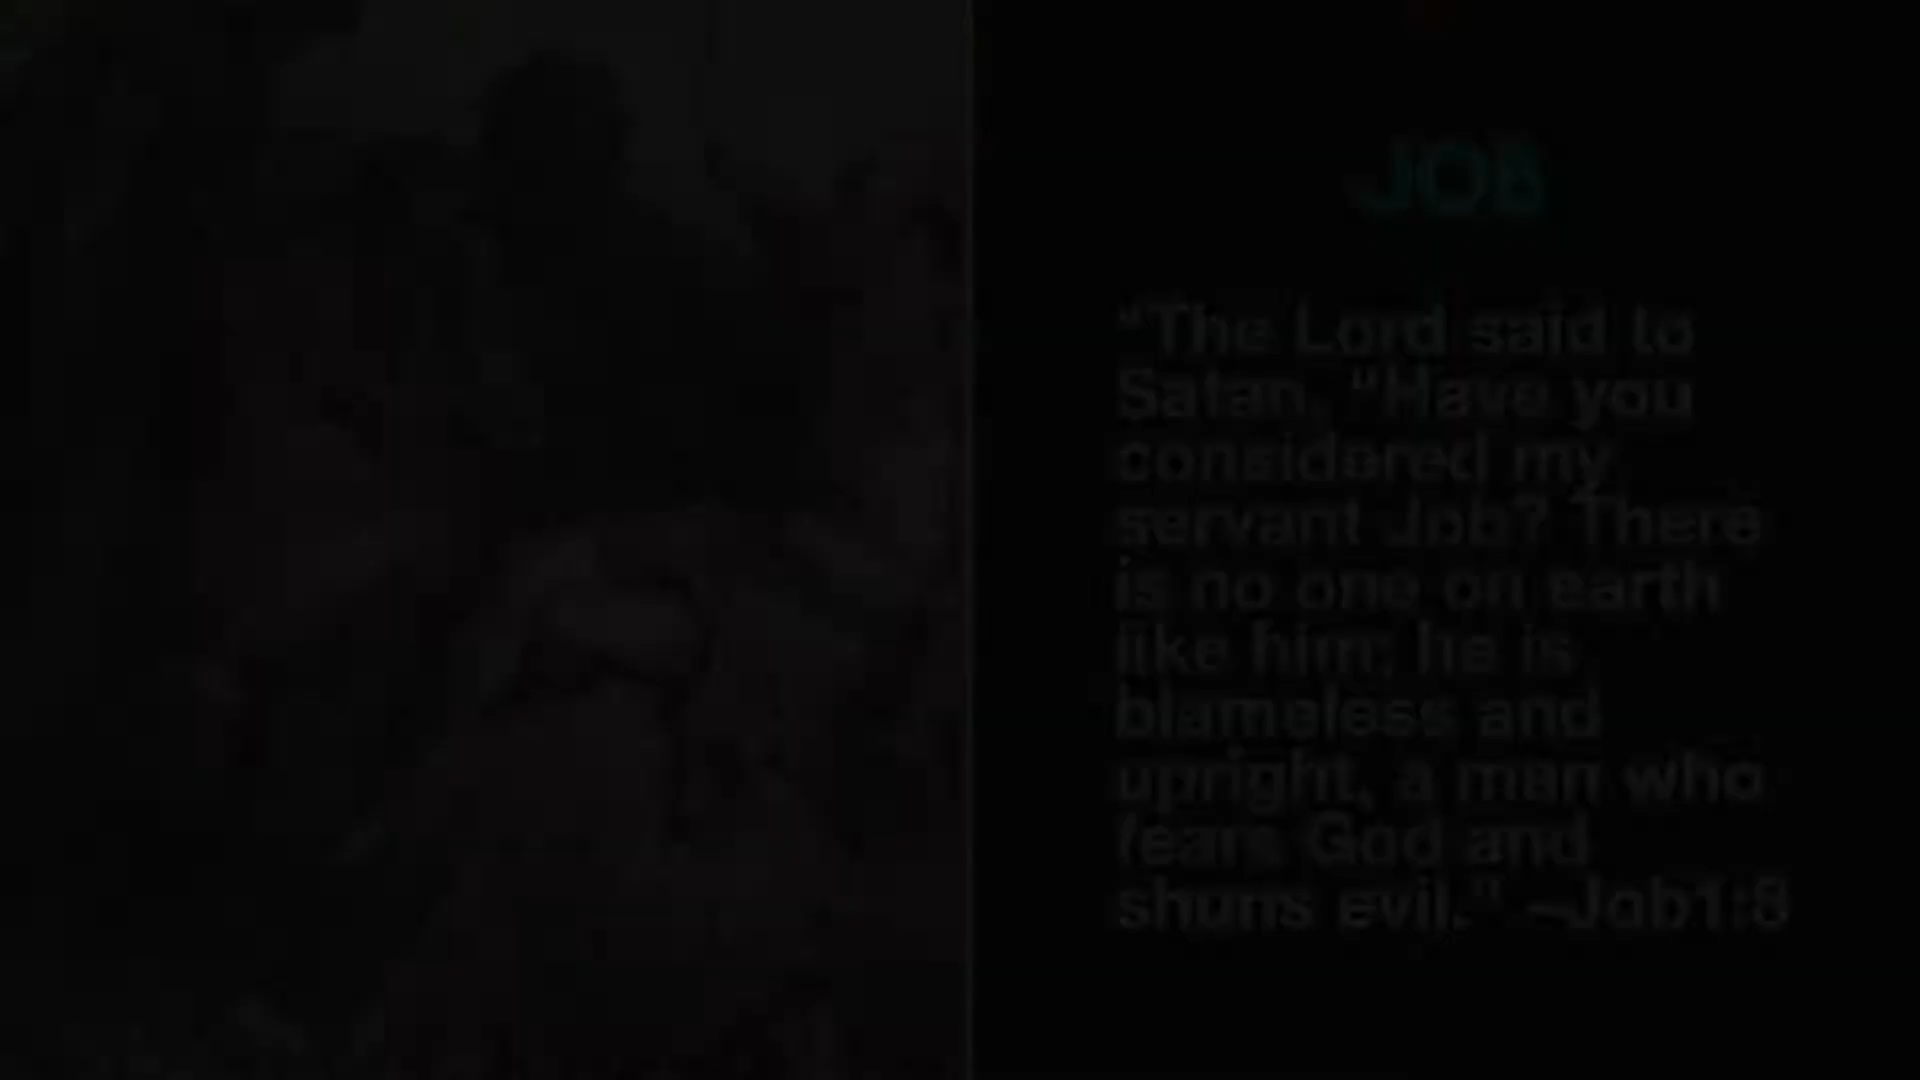 JOB
"The Lord said to
Satan, "Have you
considered my
servant Job? There
is no one on earth
like him; he is
blameless and
upright, a man who
fears God and
shuns evil." –Job1:8